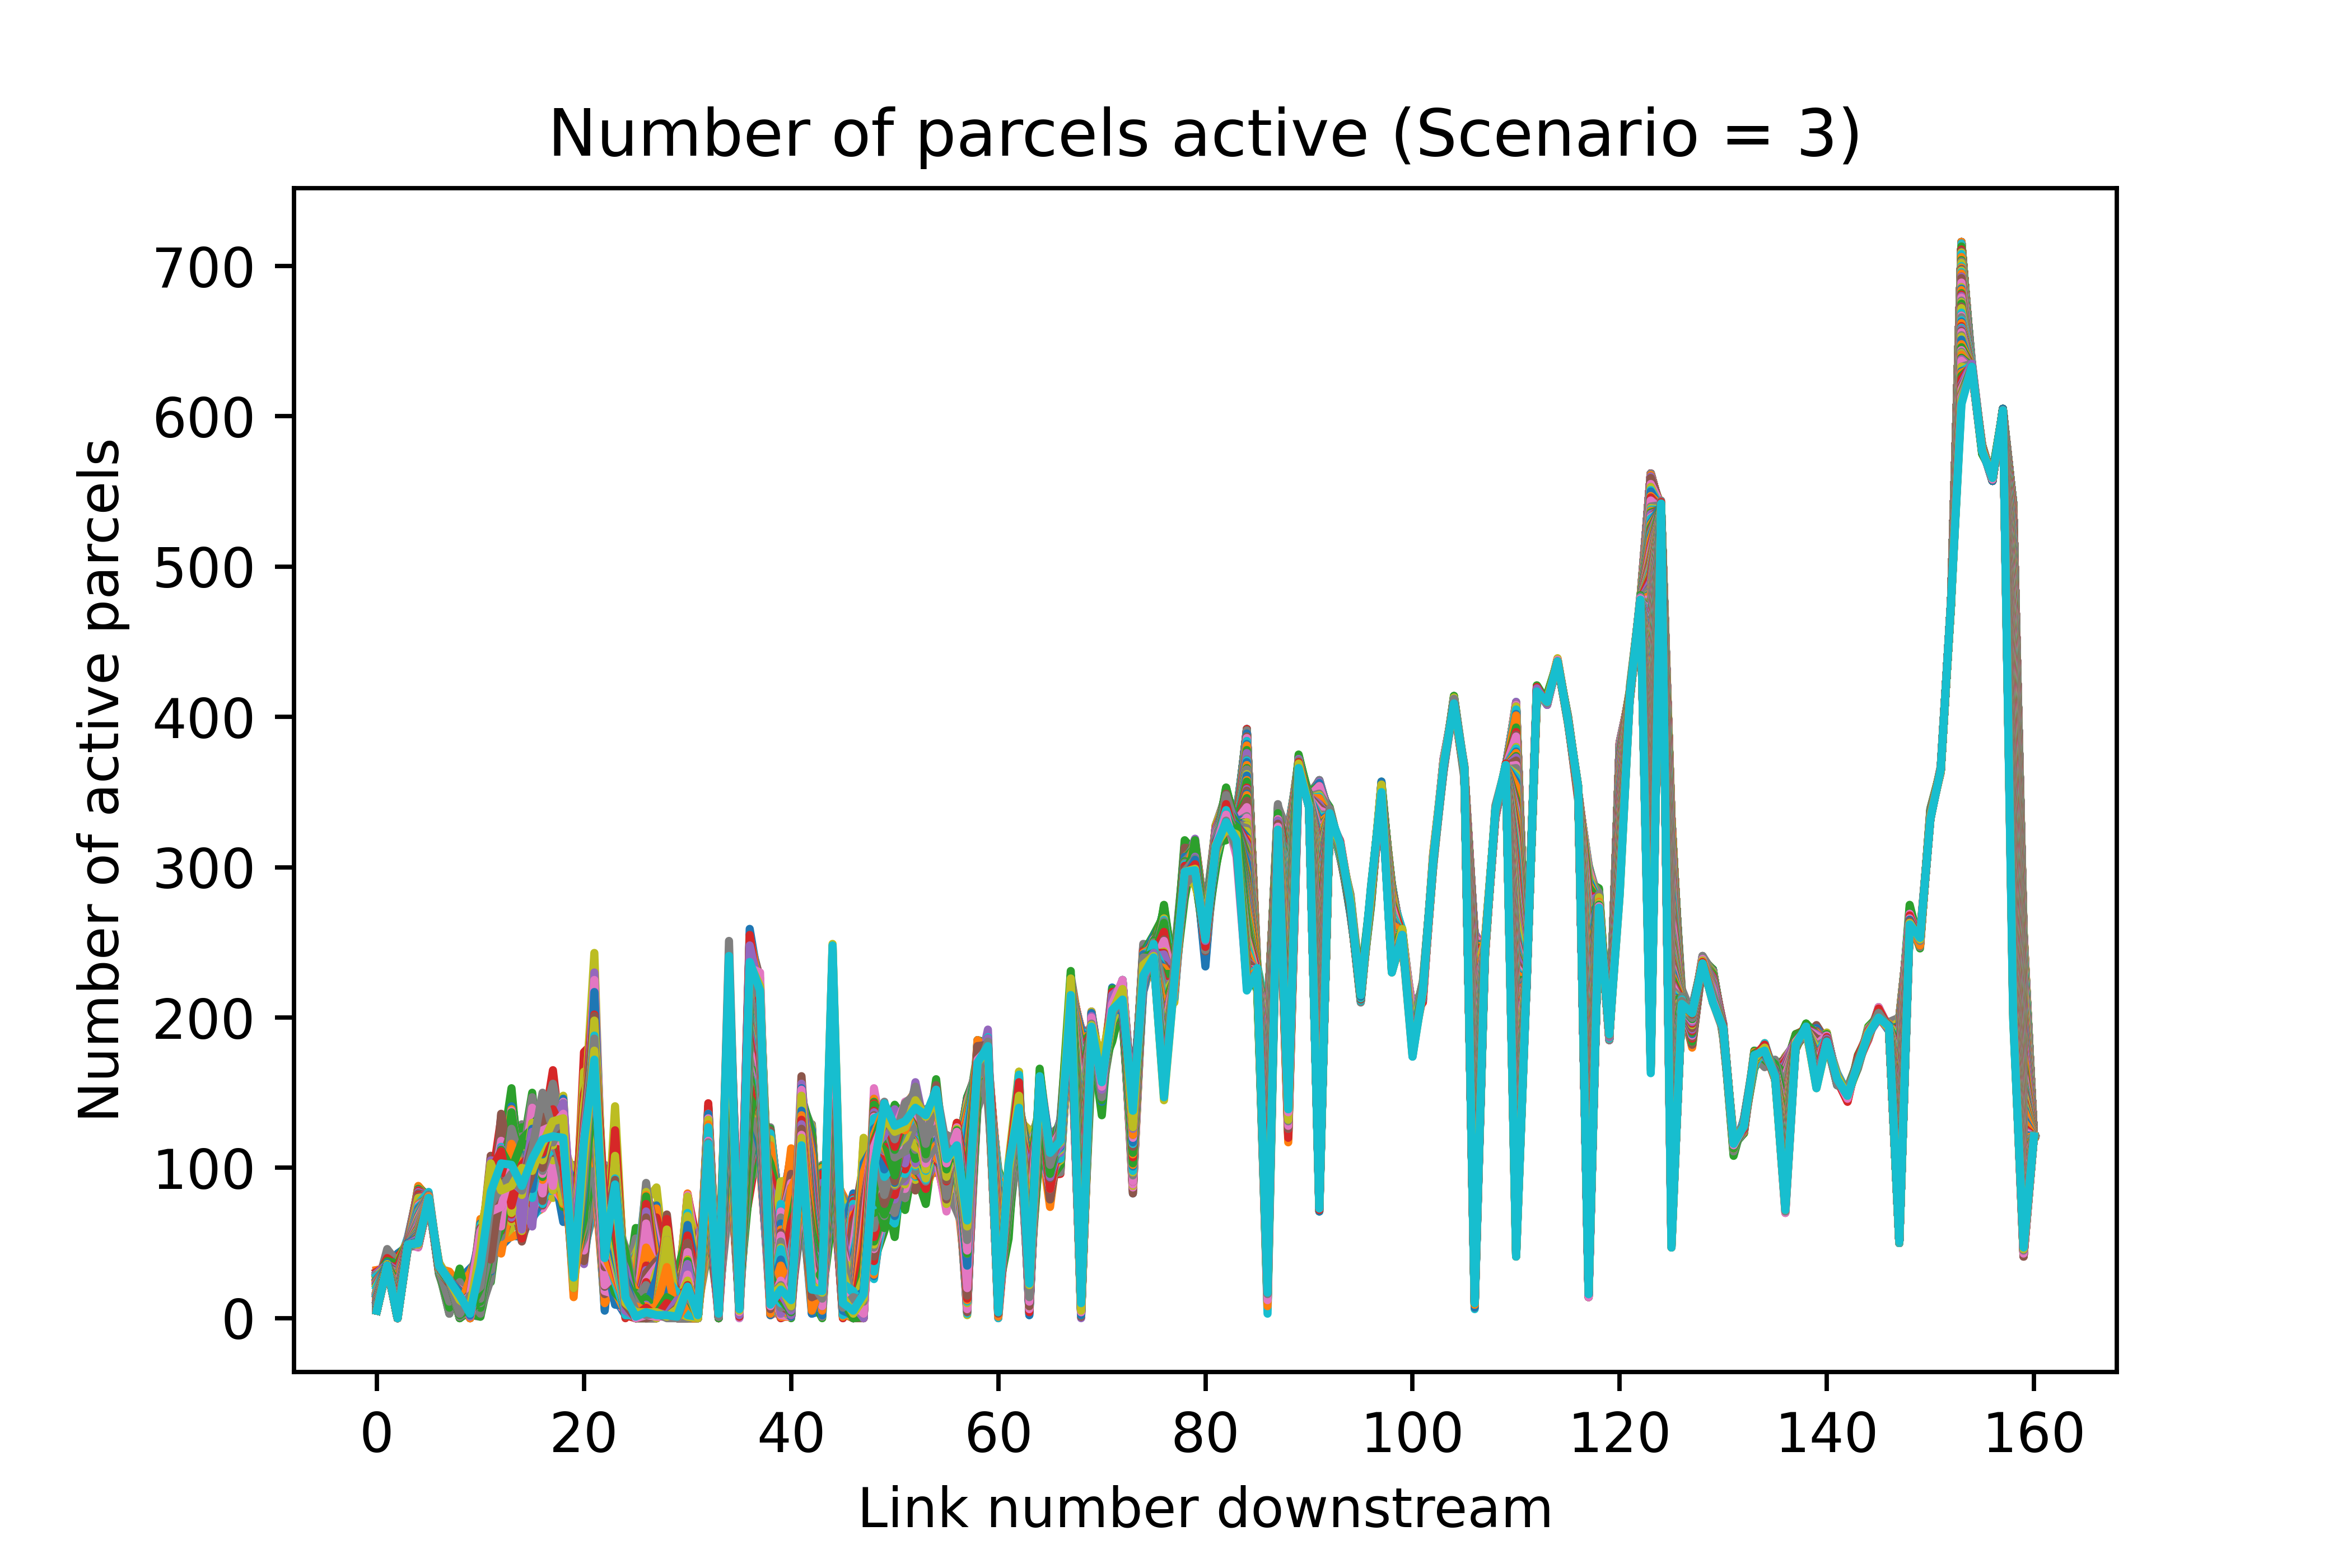 Number of parcels active (Scenario = 3)
Number of active parcels
700
600
500
400
300
200
100
0
0 20 40 60 80 100 120 140 160
Link number downstream